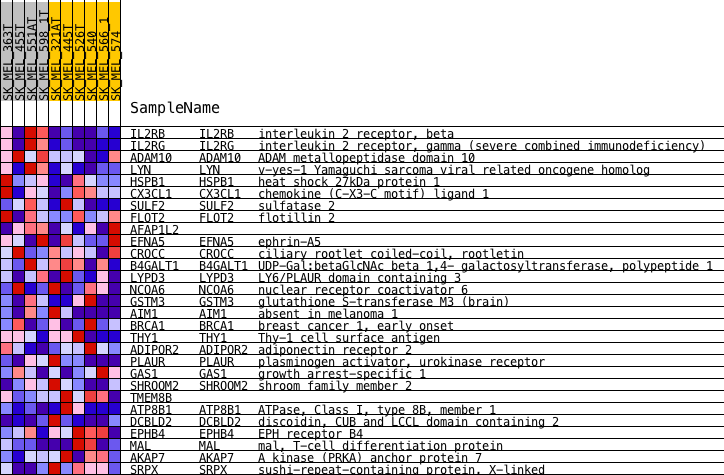 SK_MEL_363T
SK_MEL_455T
SK_MEL_551AT
SK_MEL_598_1T
SK_MEL_321AT
SK_MEL_445T
SK_MEL_526T
SK_MEL_540
SK_MEL_566_1
SK_MEL_574
SampleName
IL2RB IL2RB interleukin 2 receptor, beta
IL2RG IL2RG interleukin 2 receptor, gamma (severe combined immunodeficiency)
ADAM10 ADAM10 ADAM metallopeptidase domain 10
LYN LYN v-yes-1 Yamaguchi sarcoma viral related oncogene homolog
HSPB1 HSPB1 heat shock 27kDa protein 1
CX3CL1 CX3CL1 chemokine (C-X3-C motif) ligand 1
SULF2 SULF2 sulfatase 2
FLOT2 FLOT2 flotillin 2
AFAP1L2
EFNA5 EFNA5 ephrin-A5
CROCC CROCC ciliary rootlet coiled-coil, rootletin
B4GALT1 B4GALT1 UDP-Gal:betaGlcNAc beta 1,4- galactosyltransferase, polypeptide 1
LYPD3 LYPD3 LY6/PLAUR domain containing 3
NCOA6 NCOA6 nuclear receptor coactivator 6
GSTM3 GSTM3 glutathione S-transferase M3 (brain)
AIM1 AIM1 absent in melanoma 1
BRCA1 BRCA1 breast cancer 1, early onset
THY1 THY1 Thy-1 cell surface antigen
ADIPOR2 ADIPOR2 adiponectin receptor 2
PLAUR PLAUR plasminogen activator, urokinase receptor
GAS1 GAS1 growth arrest-specific 1
SHROOM2 SHROOM2 shroom family member 2
TMEM8B
ATP8B1 ATP8B1 ATPase, Class I, type 8B, member 1
DCBLD2 DCBLD2 discoidin, CUB and LCCL domain containing 2
EPHB4 EPHB4 EPH receptor B4
MAL MAL mal, T-cell differentiation protein
AKAP7 AKAP7 A kinase (PRKA) anchor protein 7
SRPX SRPX sushi-repeat-containing protein, X-linked